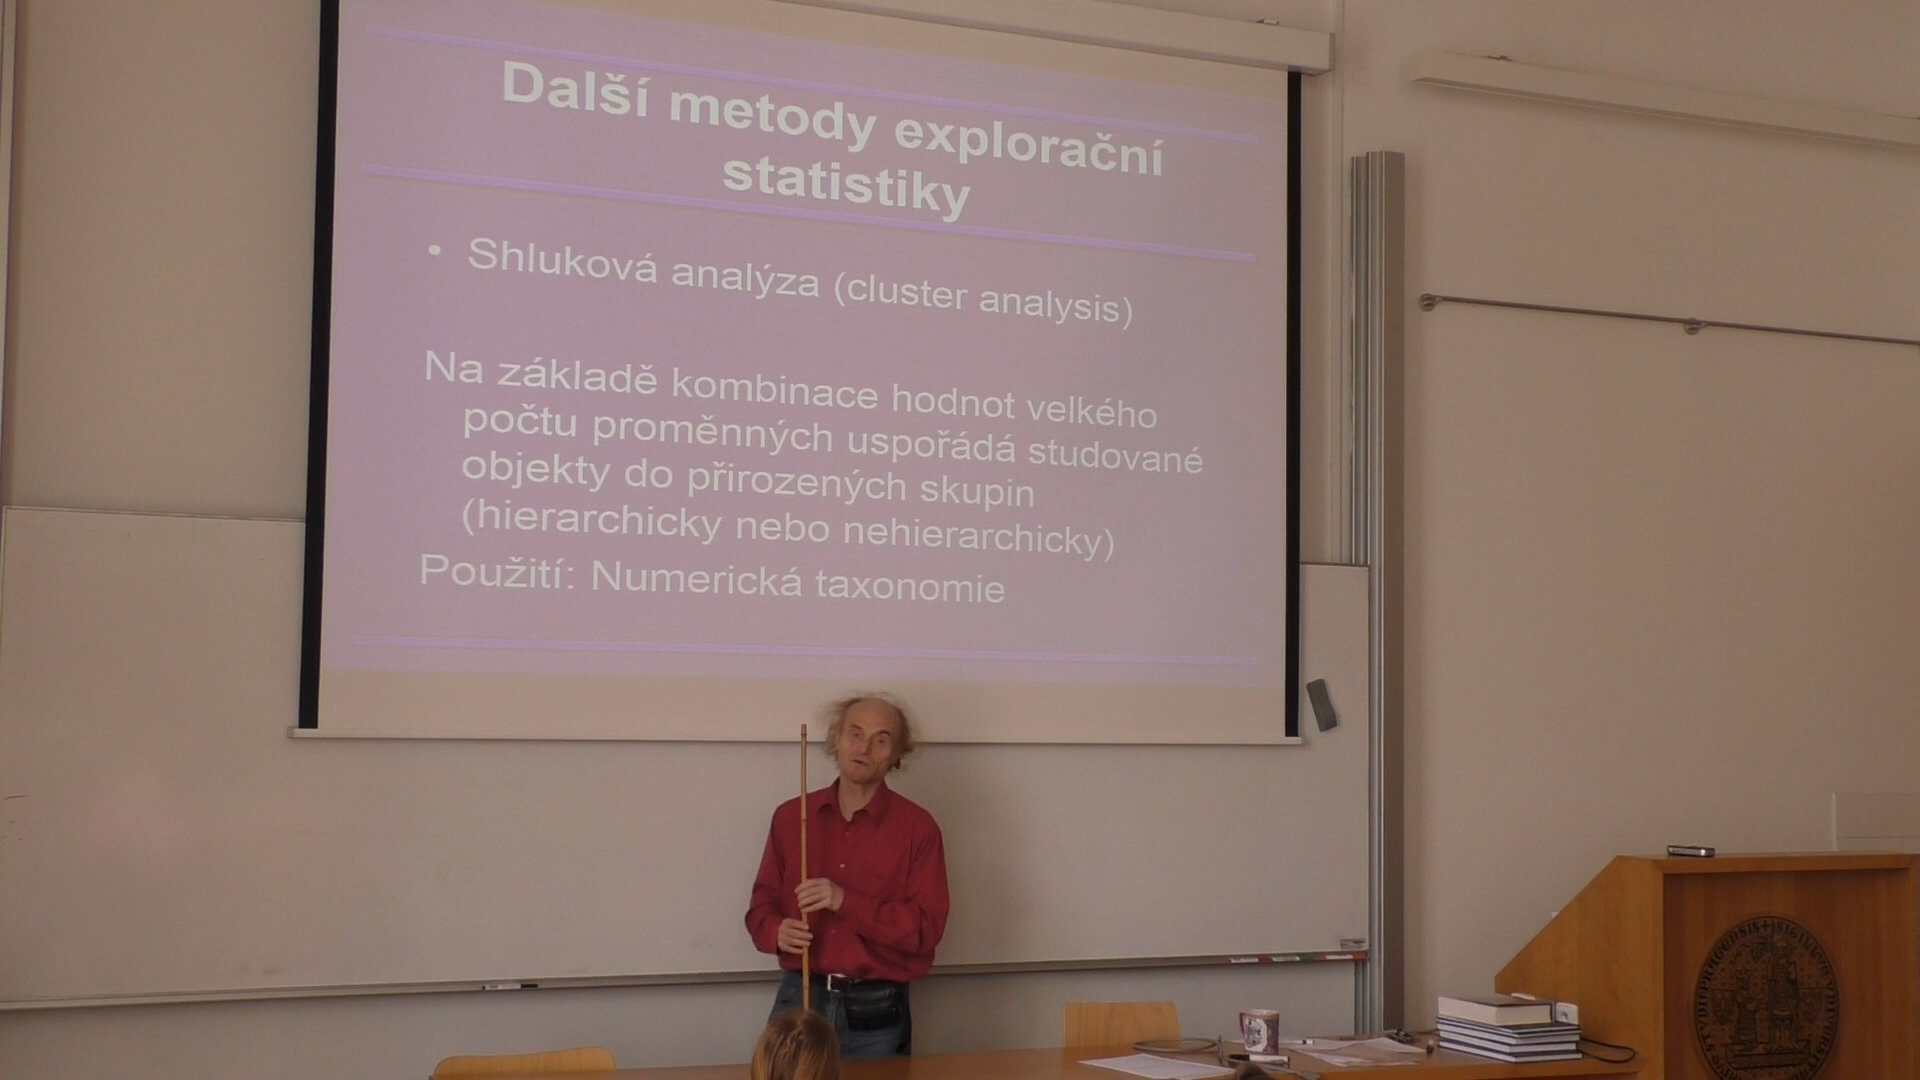 Další metody explorační
statistiky
• Shluková analýza (cluster analysis)
Na základě kombinace hodnot velkého
počtu proměnných uspořádá studované
objekty do přirozených skupin
(hierarchicky nebo nehierarchicky)
Použití: Numerická taxonomie